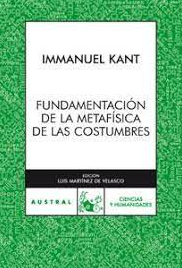 IMMANUEL KANT
FUNDAMENTACIÓN
DE LA METAFÍSICA
DE LAS COSTUMBRES
EDICIÓN
LUIS MARTÍNEZ DE VELASCO
AUSTRAL
CIENCIAS
Y HUMANIDADES